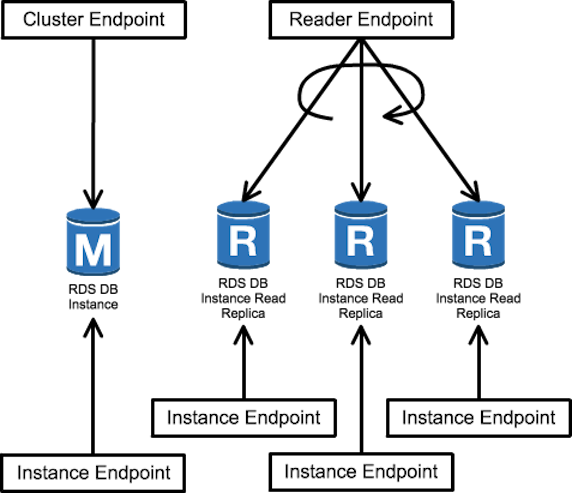 Cluster Endpoint
Reader Endpoint
M
R
R
R
RDS DB
Instance
RDS DB
Instance Read
Replica
RDS DB
Instance Read
Replica
RDS DB
Instance Read
Replica
Instance Endpoint
Instance Endpoint
Instance Endpoint
Instance Endpoint